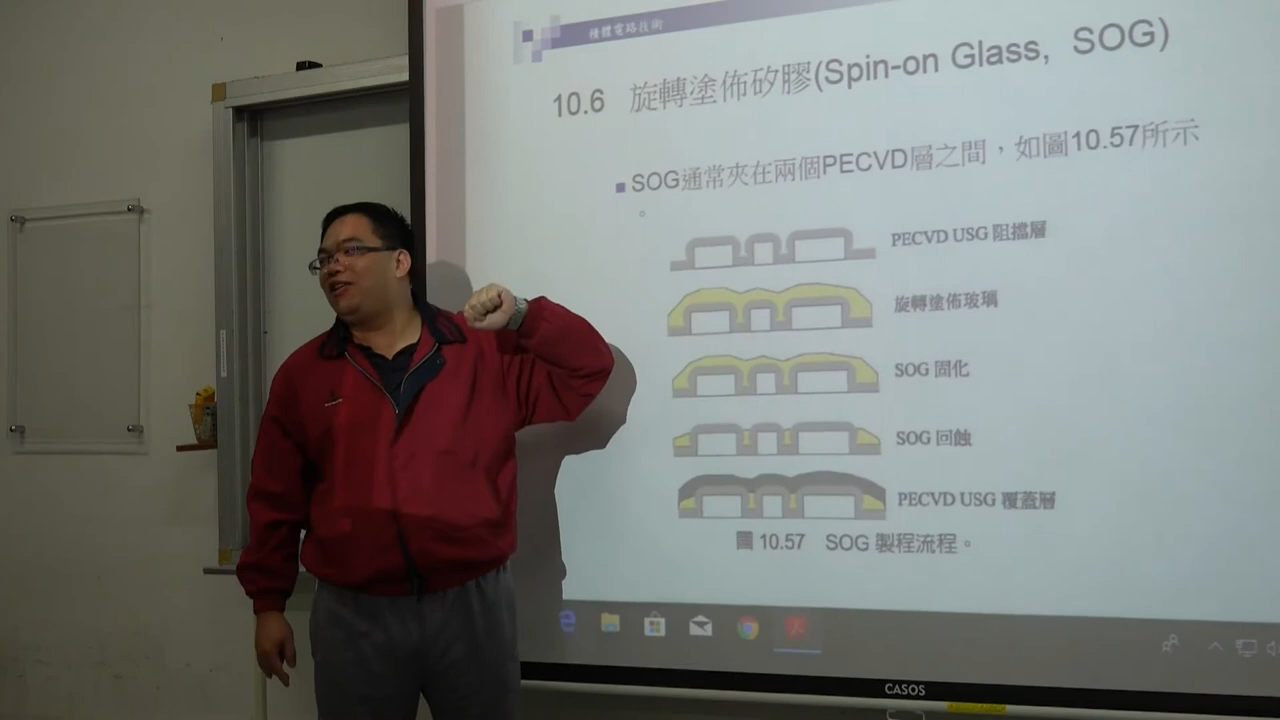 積體電路技術
10.6 旋轉塗佈矽膠(Spin-on Glass, SOG)
■ SOG通常夾在兩個PECVD層之間，如圖10.57所示
。
PECVD USG 阻擋層
旋轉塗佈玻璃
SOG 固化
SOG 回蝕
PECVD USG 覆蓋層
圖 10.57 SOG 製程流程。
CASOS